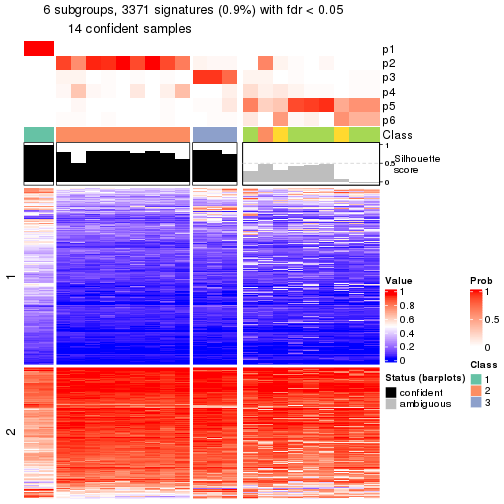 6 subgroups, 3371 signatures (0.9%) with fdr < 0.05
14 confident samples
p1
p2
p3
p4
p5
p6
Class
1
0.5
0
Silhouette
score
1
2
Value
1
0.8
0.6
0.4
0.2
0
Prob
1
0.5
0
Status (barplots)
confident
ambiguous
Class
1
2
3